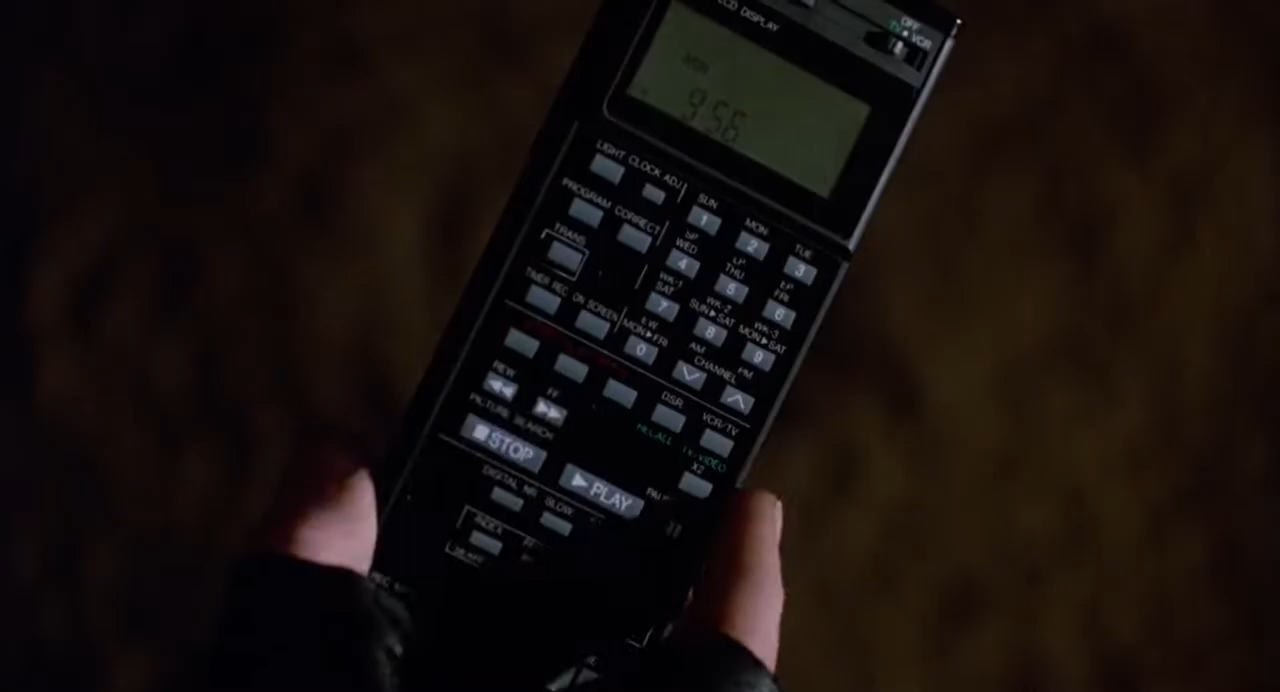 LCD DISPLAY
OFF
TV VCR
9:56
LIGHT CLOCK ADJ
PROGRAM CORRECT
TRANS
TIMER REC ON SCREEN
SUN MON TUE
1 2 3
SP LP EP
WED THU FRI
4 5 6
WK-1 WK-2 WK-3
SAT SUN▶SAT MON▶SAT
7 8 9
EW AM PM
MON▶FRI CHANNEL
0
REW FF
DSR VCR/TV
RECALL TV/VIDEO
PICTURE SEARCH
X2
STOP
PLAY
DIGITAL SLOW
INDEX
REC